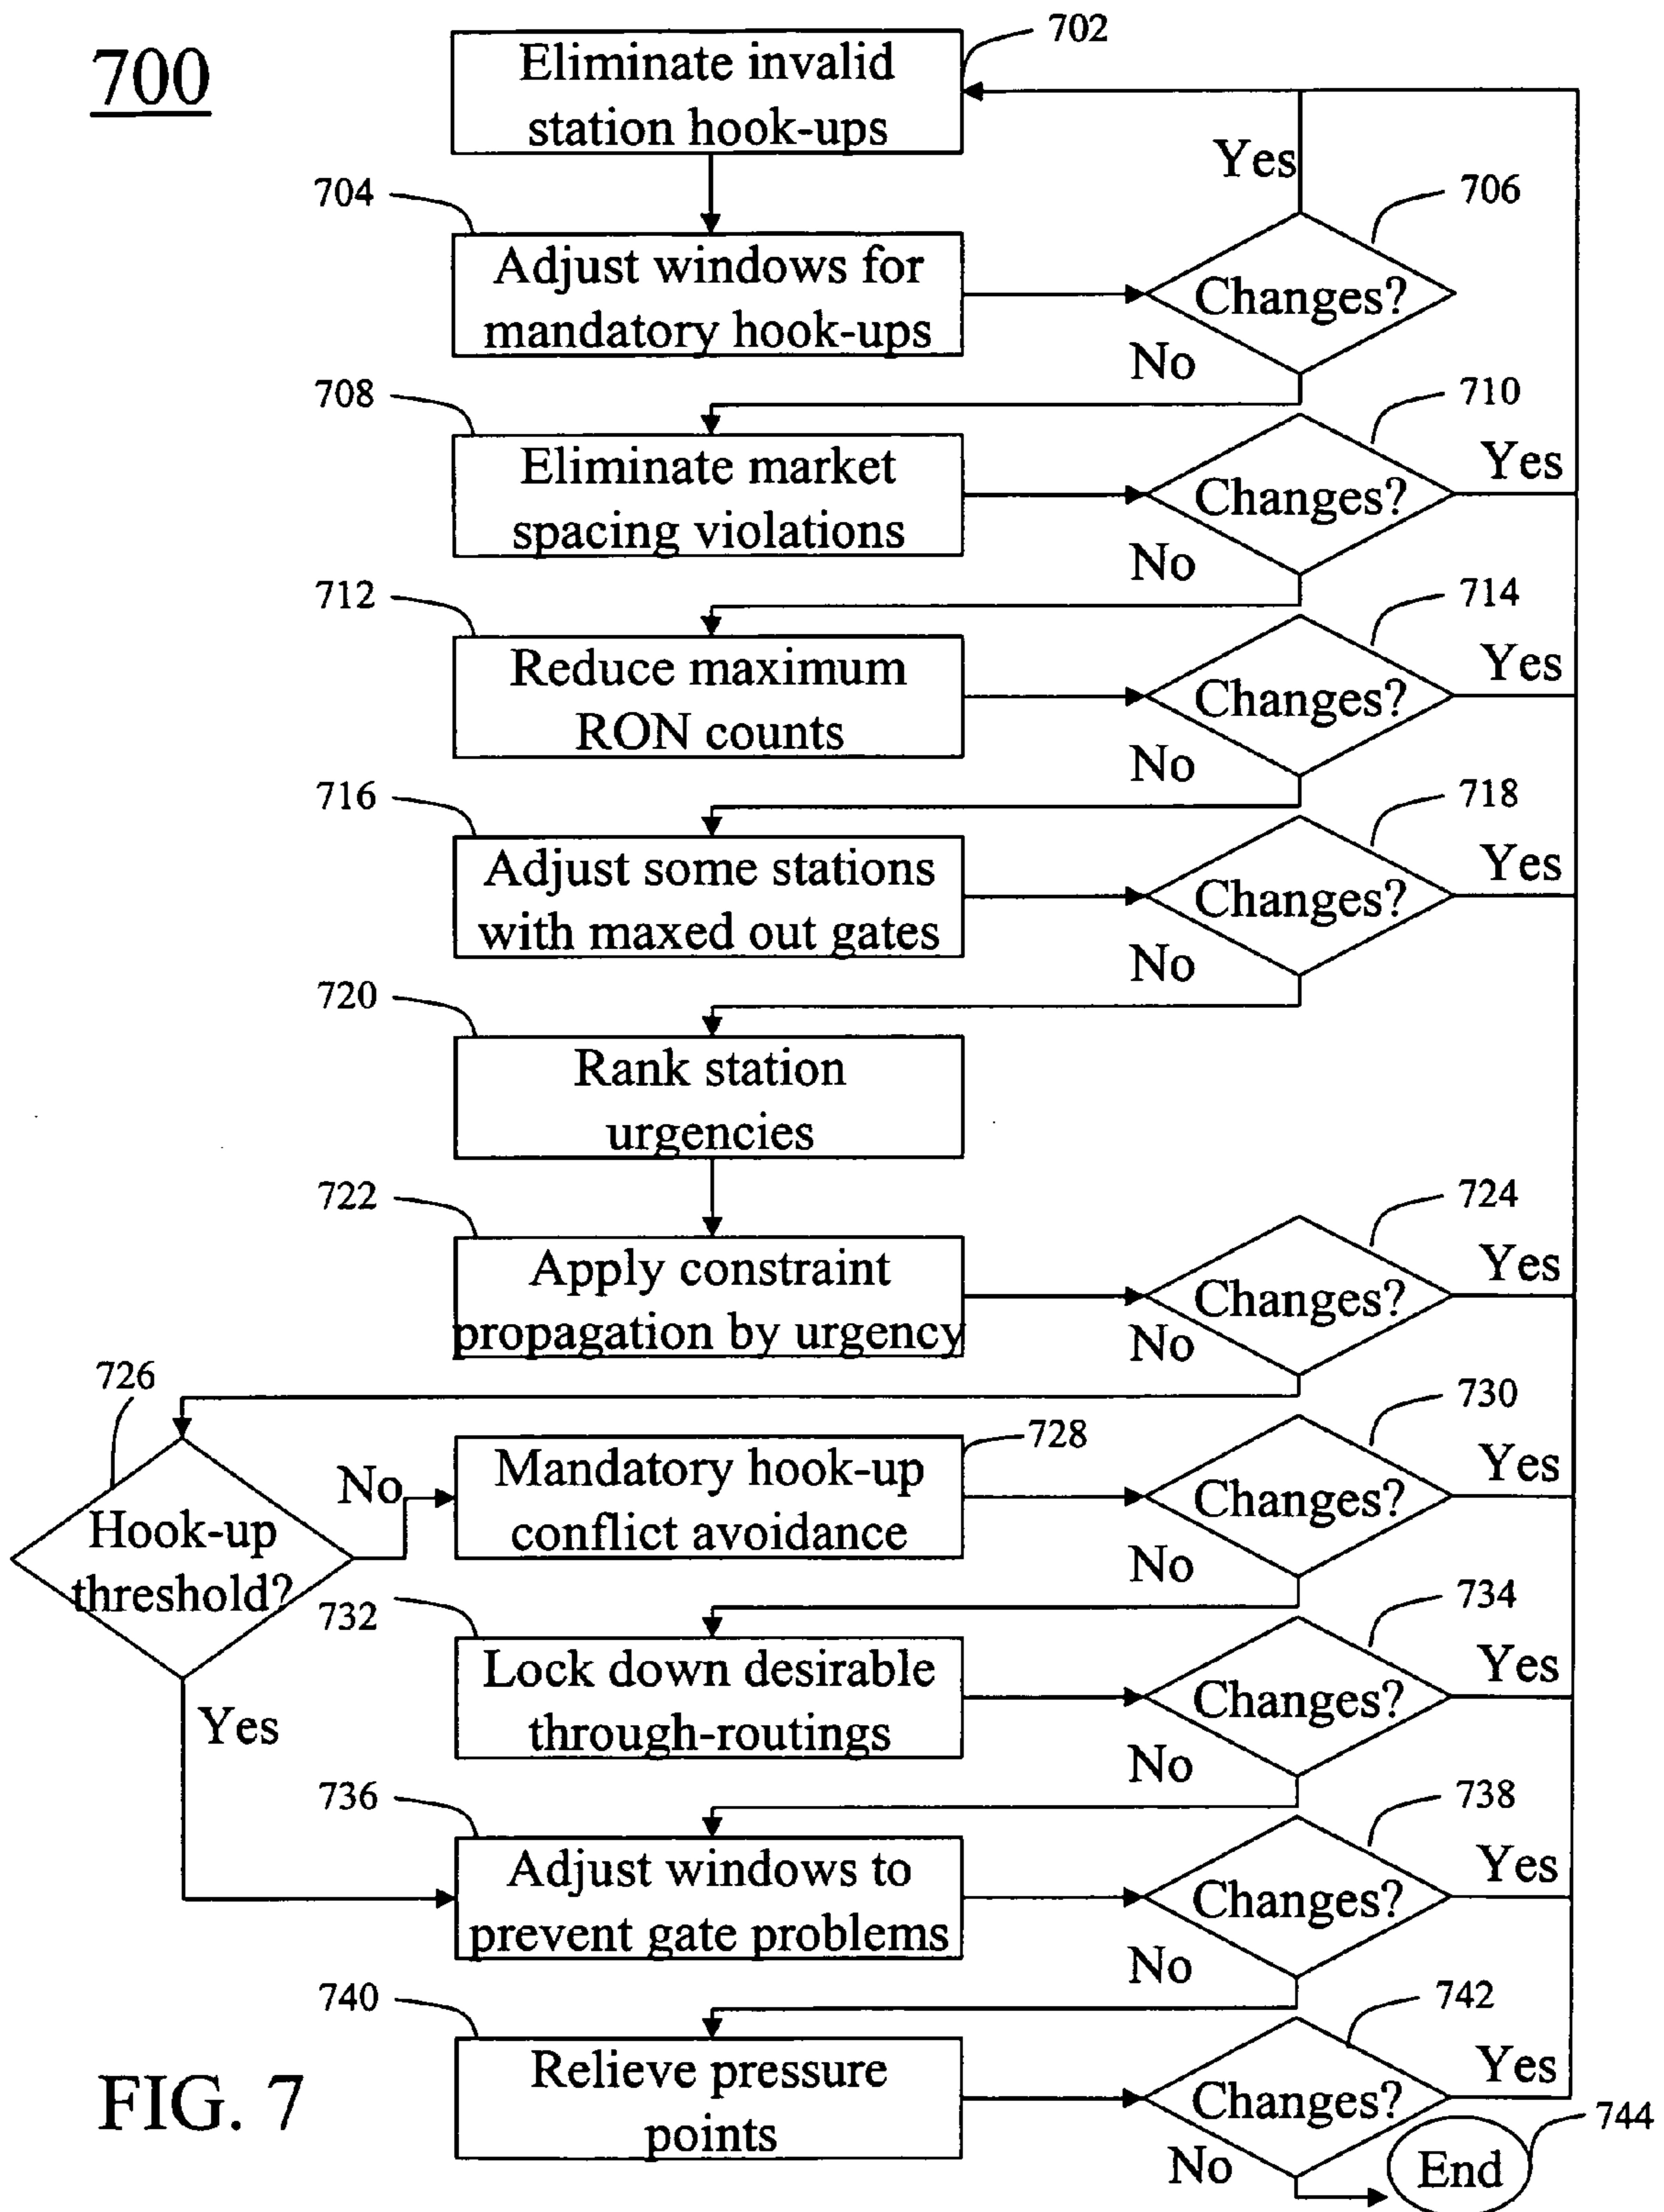 700
702
Eliminate invalid
station hook-ups
Yes
704
706
Adjust windows for
mandatory hook-ups
Changes?
No
708
710
Eliminate market
spacing violations
Changes?
Yes
No
712
714
Reduce maximum
RON counts
Changes?
Yes
No
716
718
Adjust some stations
with maxed out gates
Changes?
Yes
No
720
Rank station
urgencies
722
724
Apply constraint
propagation by urgency
Changes?
Yes
No
726
Hook-up
threshold?
No
Yes
728
730
Mandatory hook-up
conflict avoidance
Changes?
Yes
No
732
734
Lock down desirable
through-routings
Changes?
Yes
No
736
738
Adjust windows to
prevent gate problems
Changes?
Yes
No
740
742
Relieve pressure
points
Changes?
Yes
No
744
End
FIG. 7